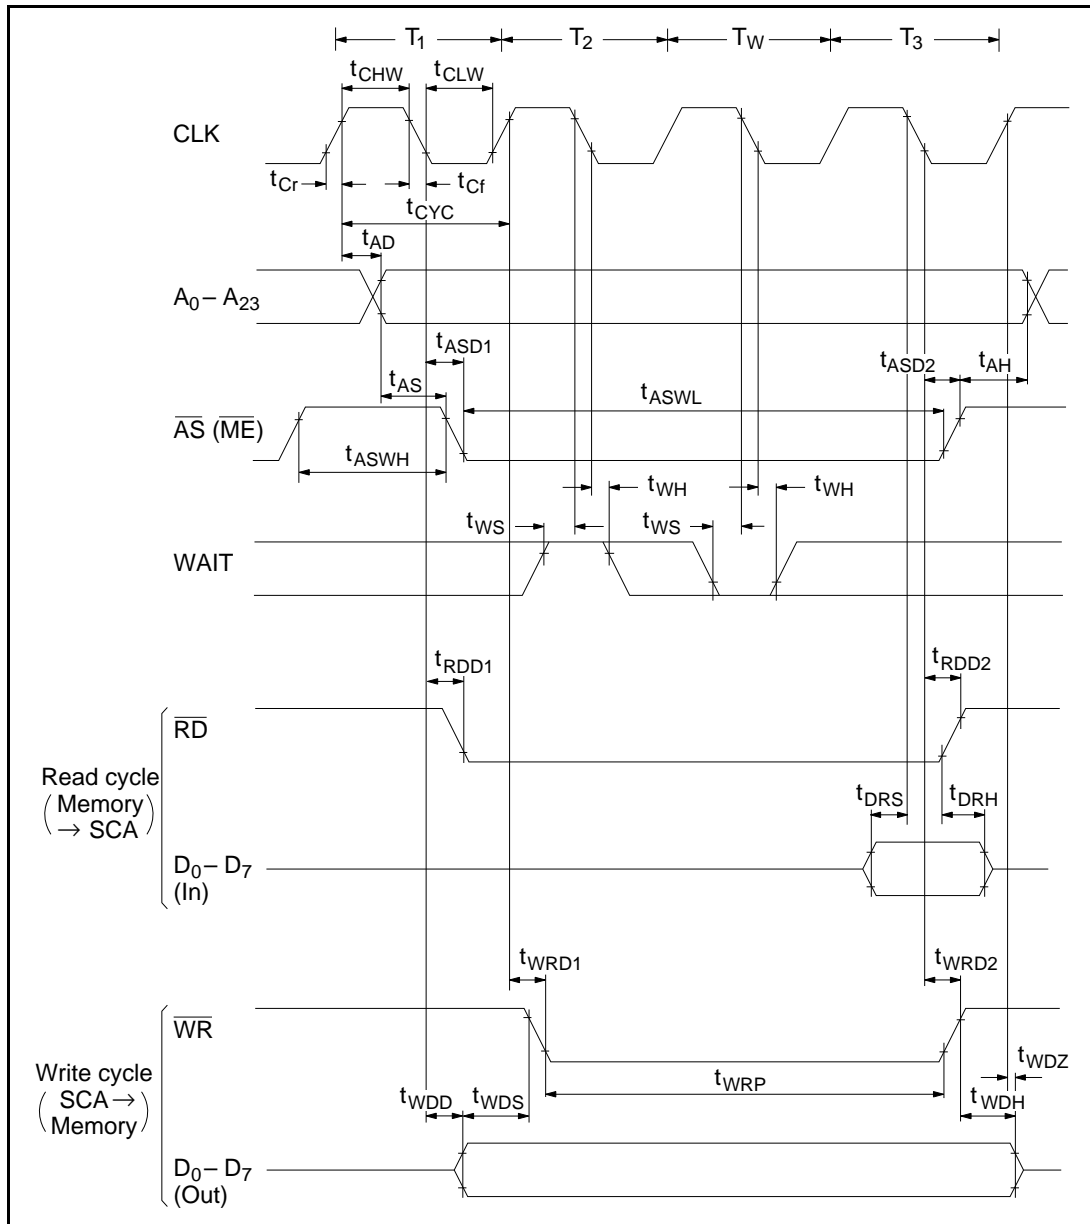 T1 T2 TW T3
tCHW tCLW
CLK
tCr tCf
tCYC
tAD
A0 – A23
tASD1 tASD2 tAH
tAS
tASWL
AS (ME)
tASWH
tWH tWH
tWS tWS
WAIT
tRDD1 tRDD2
RD
Read cycle
(Memory → SCA)
tDRS tDRH
D0 – D7
(In)
tWRD1 tWRD2
WR
Write cycle
(SCA → Memory)
tWDZ
tWRP
tWDD tWDS tWDH
D0 – D7
(Out)